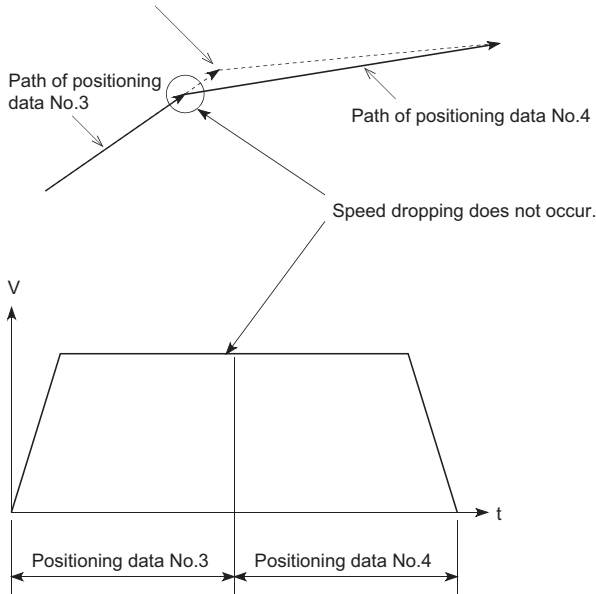 Path of positioning
data No.3
Path of positioning data No.4
Speed dropping does not occur.
V
t
Positioning data No.3
Positioning data No.4